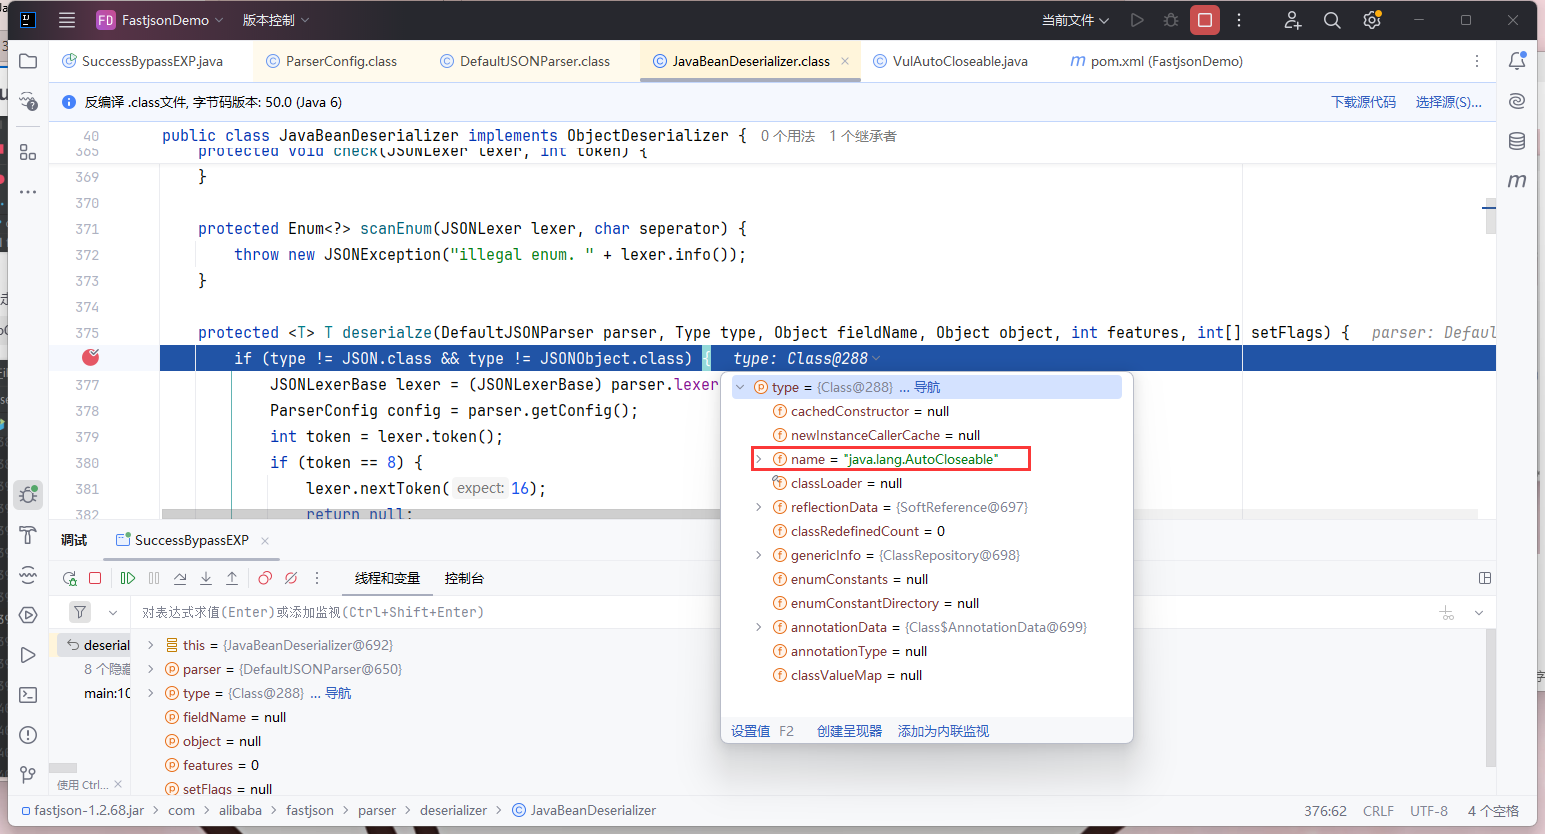 FD FastjsonDemo 版本控制 当前文件
SuccessBypassEXP.java ParserConfig.class DefaultJSONParser.class JavaBeanDeserializer.class VulAutoCloseable.java pom.xml (FastjsonDemo)
反编译 .class文件, 字节码版本: 50.0 (Java 6) 下载源代码 选择源(S)...
40 public class JavaBeanDeserializer implements ObjectDeserializer { 0 个用法 1 个继承者
365 protected void check(JSONLexer lexer, int token) {
369 }
370
371 protected Enum<?> scanEnum(JSONLexer lexer, char seperator) {
372 throw new JSONException("illegal enum. " + lexer.info());
373 }
374
375 protected <T> T deserialze(DefaultJSONParser parser, Type type, Object fieldName, Object object, int features, int[] setFlags) { parser: Defau
if (type != JSON.class && type != JSONObject.class) { type: Class@288
377 JSONLexerBase lexer = (JSONLexerBase) parser.lexer
378 ParserConfig config = parser.getConfig();
379 int token = lexer.token();
380 if (token == 8) {
381 lexer.nextToken( expect: 16);
382 return null;
type = {Class@288} ... 导航
cachedConstructor = null
newInstanceCallerCache = null
name = "java.lang.AutoCloseable"
classLoader = null
reflectionData = {SoftReference@697}
classRedefinedCount = 0
genericInfo = {ClassRepository@698}
enumConstants = null
enumConstantDirectory = null
annotationData = {Class$AnnotationData@699}
annotationType = null
classValueMap = null
设置值 F2 创建呈现器 添加为内联监视
调试 SuccessBypassEXP
线程和变量 控制台
对表达式求值(Enter)或添加监视(Ctrl+Shift+Enter)
deserial
8 个隐藏
main:10
使用 Ctrl...
this = {JavaBeanDeserializer@692}
parser = {DefaultJSONParser@650}
type = {Class@288} ... 导航
fieldName = null
object = null
features = 0
setFlags = null
fastjson-1.2.68.jar > com > alibaba > fastjson > parser > deserializer > JavaBeanDeserializer 376:62 CRLF UTF-8 4 个空格